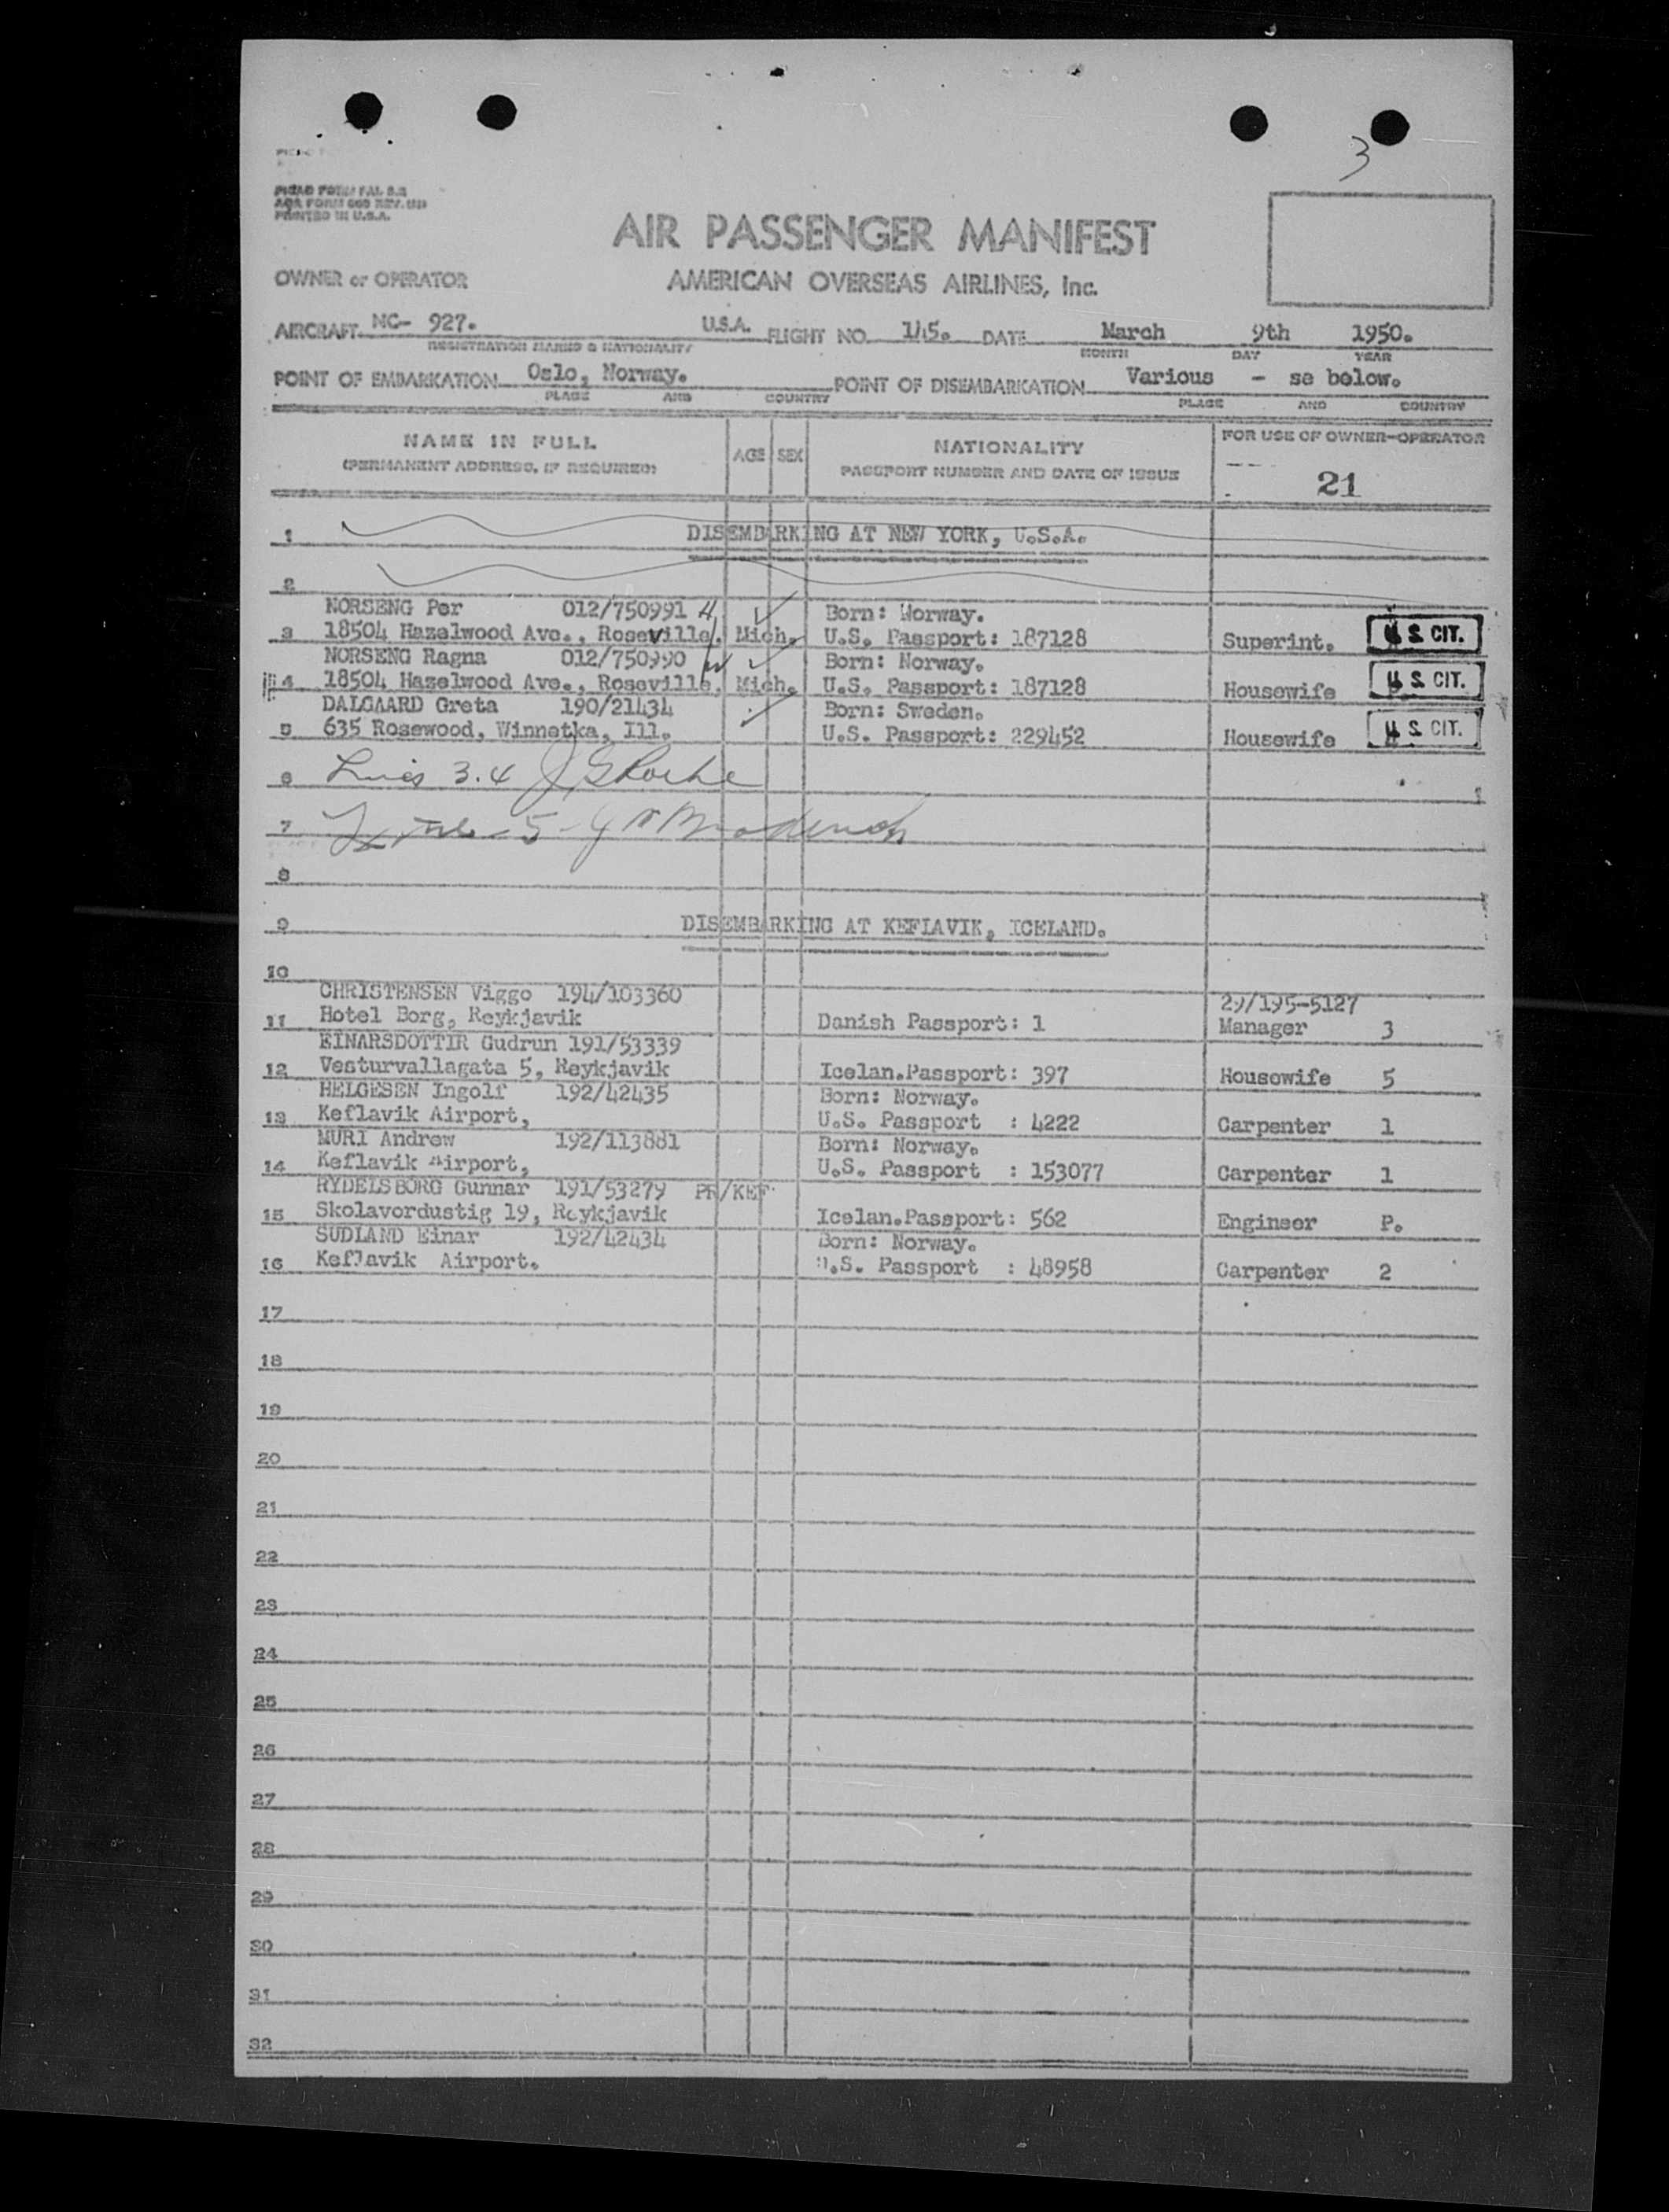 3
PRINTED IN U.S.A.
AIR PASSENGER MANIFEST
OWNER or OPERATOR AMERICAN OVERSEAS AIRLINES, Inc.
AIRCRAFT NC- 927. U.S.A. FLIGHT NO. 145. DATE March 9th 1950.
REGISTRATION MARKS & NATIONALITY MONTH DAY YEAR
POINT OF EMBARKATION Oslo, Norway. POINT OF DISEMBARKATION Various - se below.
PLACE AND COUNTRY PLACE AND COUNTRY
NAME IN FULL AGE SEX NATIONALITY FOR USE OF OWNER-OPERATOR
(PERMANENT ADDRESS, IF REQUIRED) PASSPORT NUMBER AND DATE OF ISSUE
21
1 DISEMBARKING AT NEW YORK, U.S.A.
2
NORSENG Per 012/750991 Born: Norway.
3 18504 Hazelwood Ave., Roseville, Mich. U.S. Passport: 187128 Superint. U.S. CIT.
NORSENG Ragna 012/750990 Born: Norway.
4 18504 Hazelwood Ave., Roseville, Mich. U.S. Passport: 187128 Housewife U.S. CIT.
DALGAARD Greta 190/21434 Born: Sweden.
5 635 Rosewood, Winnetka, Ill. U.S. Passport: 229452 Housewife U.S. CIT.
6 Lines 3.4 J G Roche
7 5
8
9 DISEMBARKING AT KEFLAVIK, ICELAND.
10
CHRISTENSEN Viggo 194/103360 29/195-5127
11 Hotel Borg, Reykjavik Danish Passport: 1 Manager 3
EINARSDOTTIR Gudrun 191/53339
12 Vesturvallagata 5, Reykjavik Icelan.Passport: 397 Housewife 5
HELGESEN Ingolf 192/42435 Born: Norway.
13 Keflavik Airport, U.S. Passport : 4222 Carpenter 1
MURI Andrew 192/113881 Born: Norway.
14 Keflavik Airport, U.S. Passport : 153077 Carpenter 1
RYDELSBORG Gunnar 191/53279 PR/KEF
15 Skolavordustig 19, Reykjavik Icelan.Passport: 562 Engineer P.
SUDLAND Einar 192/42434 Born: Norway.
16 Keflavik Airport. U.S. Passport : 48958 Carpenter 2
17
18
19
20
21
22
23
24
25
26
27
28
29
30
31
32